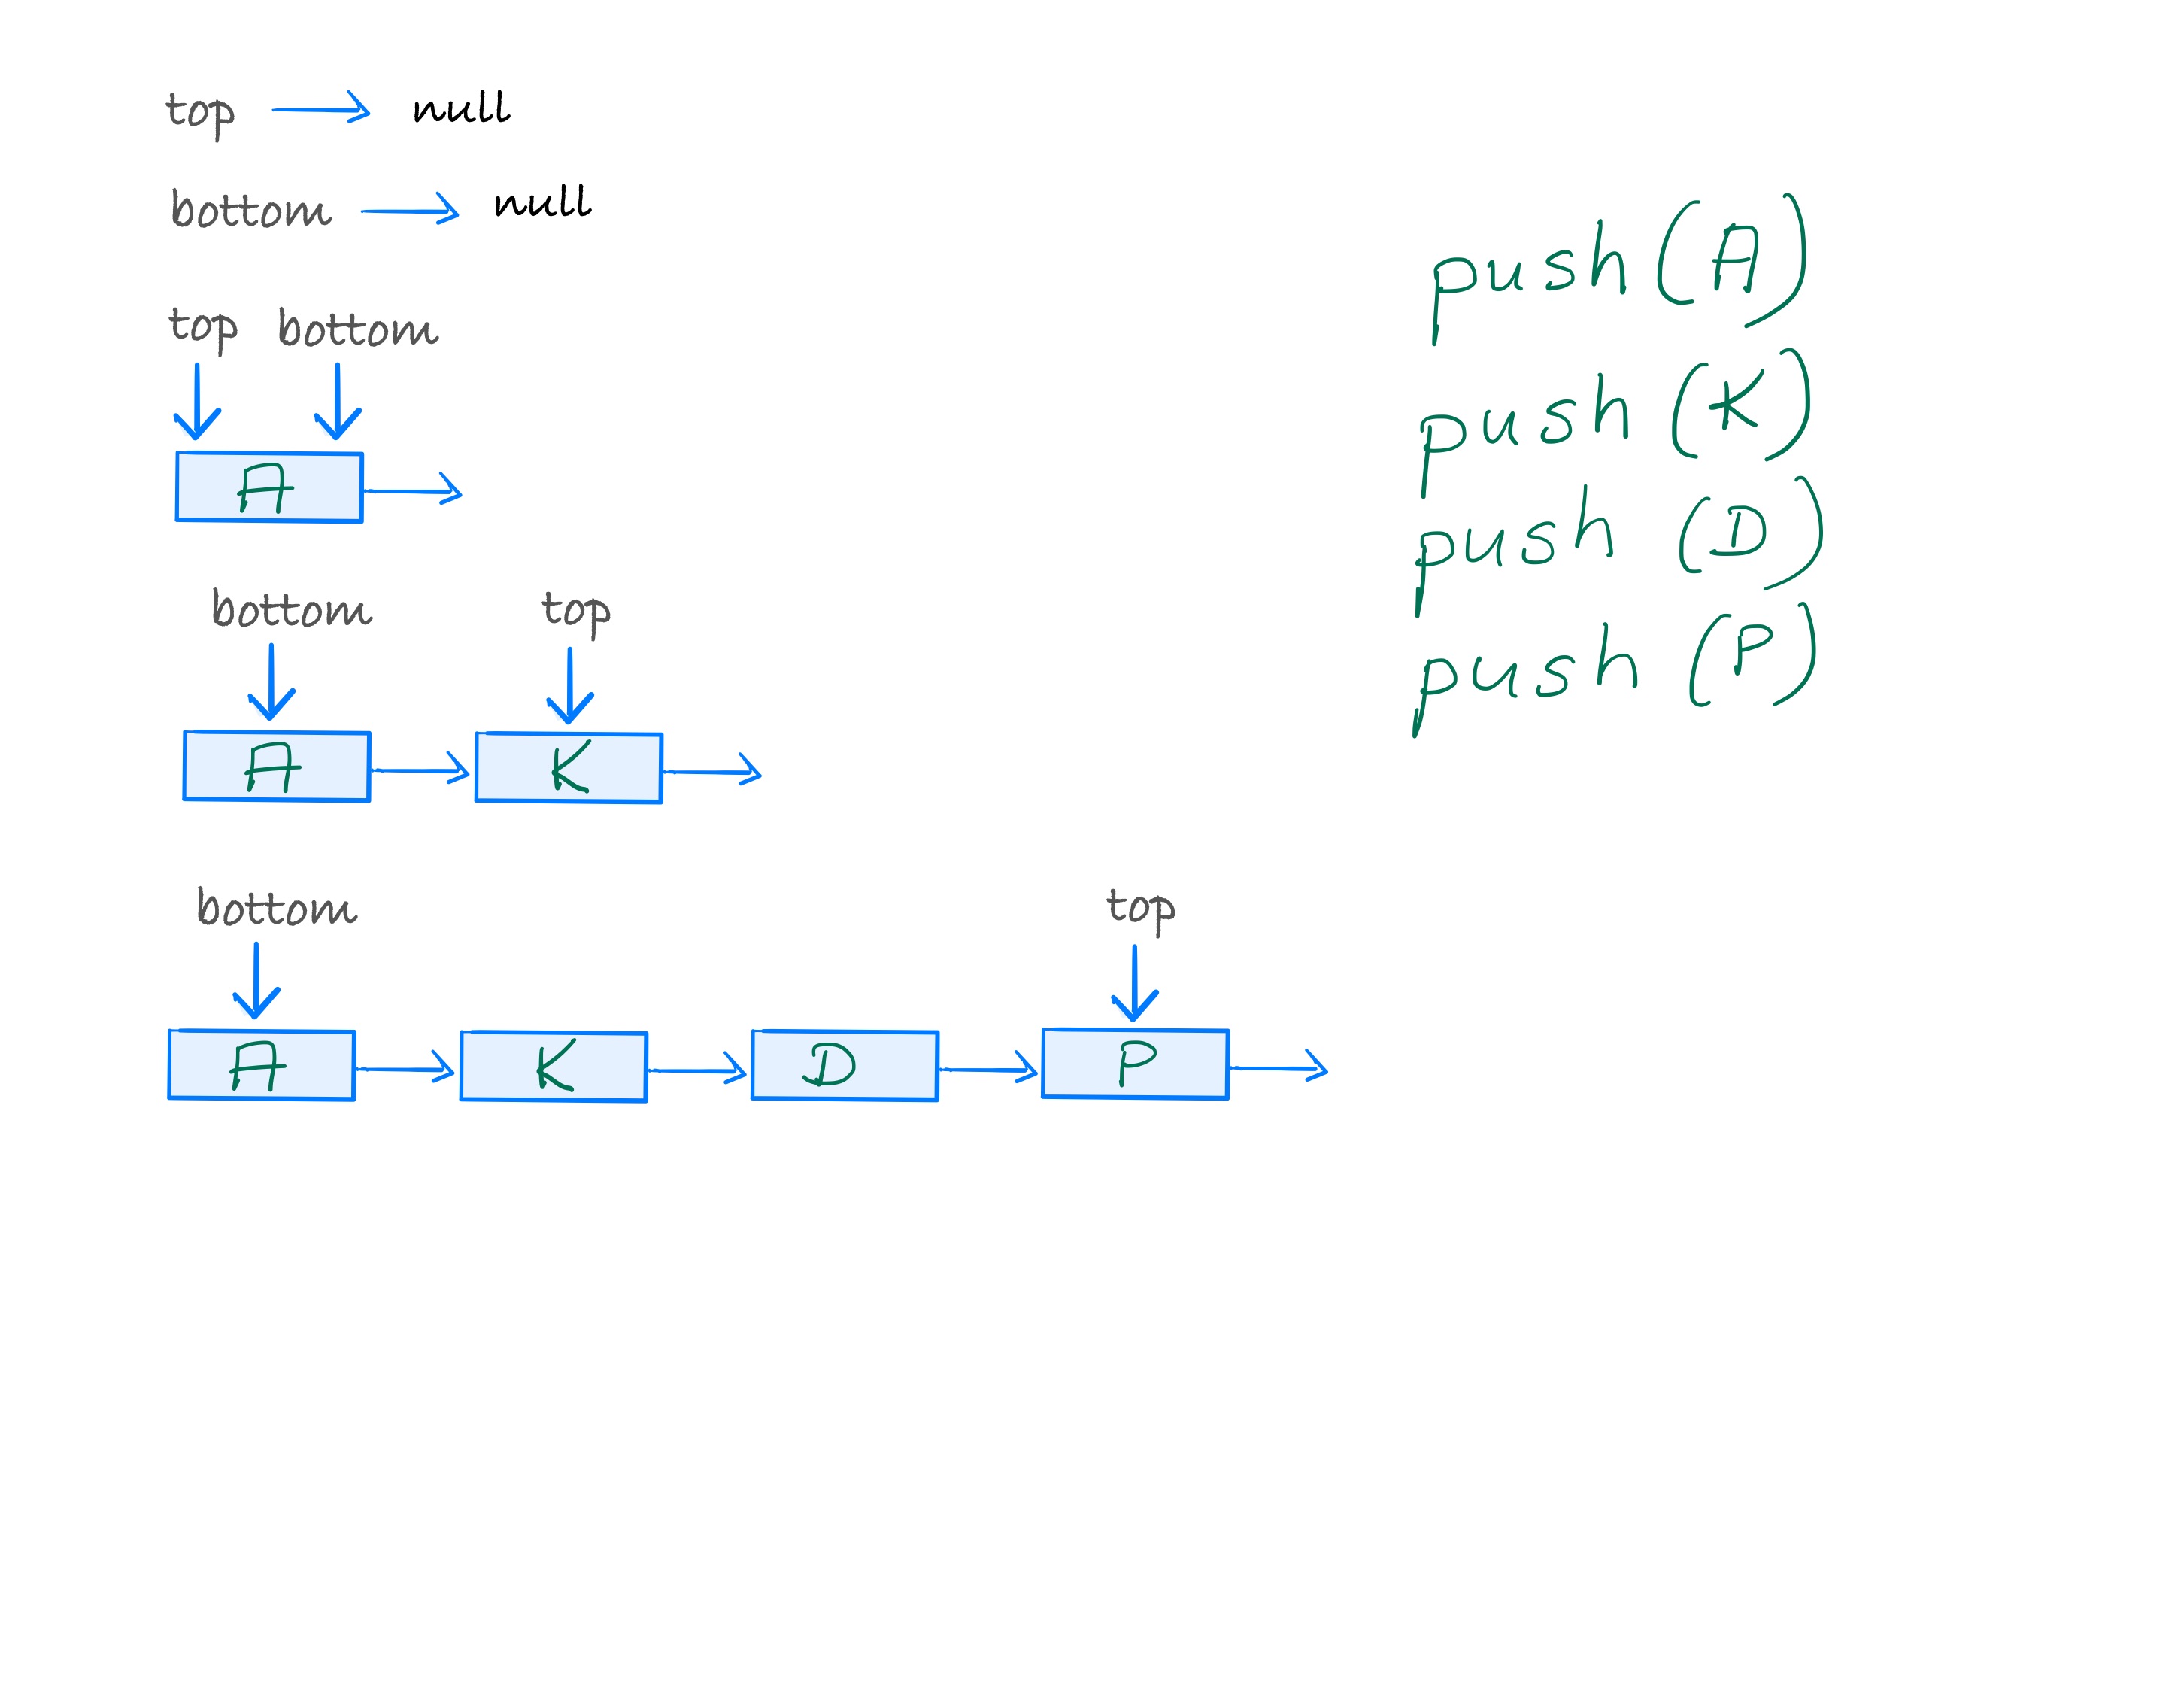 top null
bottom null
top bottom
A
bottom top
A K
bottom top
A K D P
push (A)
push (K)
push (D)
push (P)